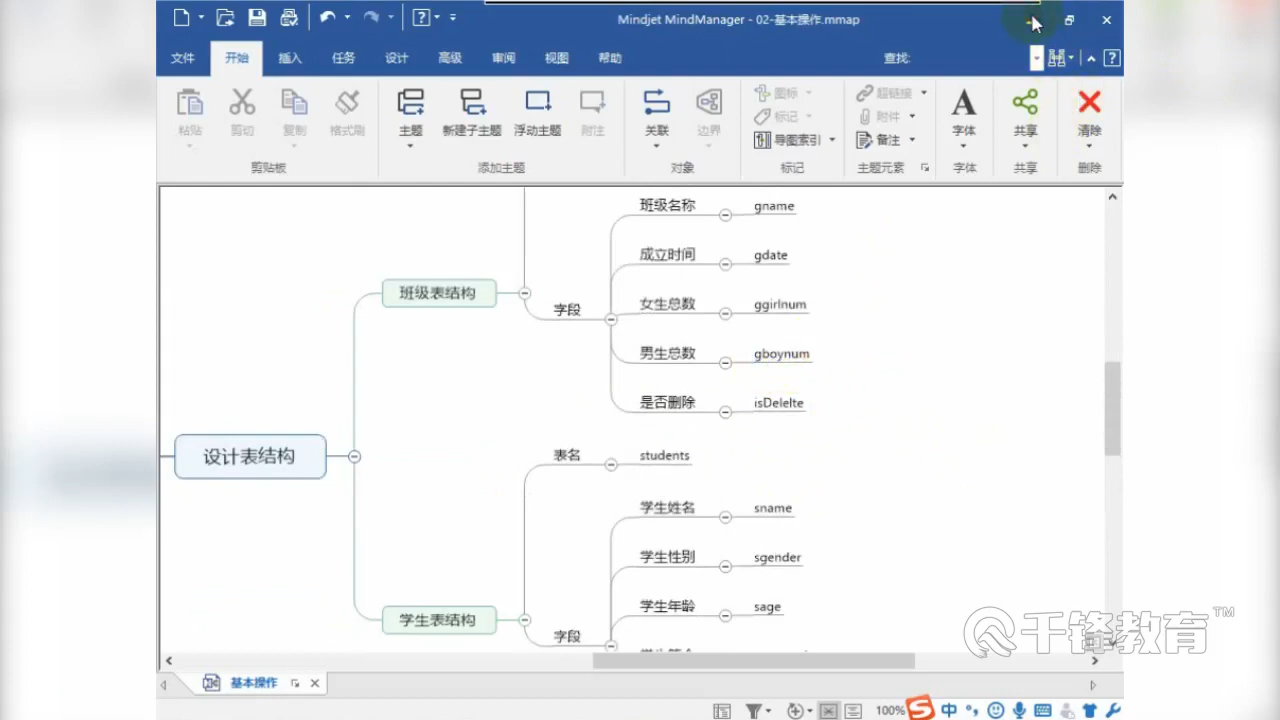 Mindjet MindManager - 02-基本操作.mmap
文件 开始 插入 任务 设计 高级 审阅 视图 帮助 查找:
粘贴 剪切 复制 格式刷 主题 新建子主题 浮动主题 附注 关联 边界 图标 标记 导图索引 超链接 附件 备注 字体 共享 清除
剪贴板 添加主题 对象 标记 主题元素 字体 共享 删除
班级名称 gname
成立时间 gdate
班级表结构
女生总数 ggirlnum
字段
男生总数 gboynum
是否删除 isDelelte
设计表结构
表名 students
学生姓名 sname
学生性别 sgender
学生年龄 sage
学生表结构
字段
千锋教育TM
基本操作
100%
中